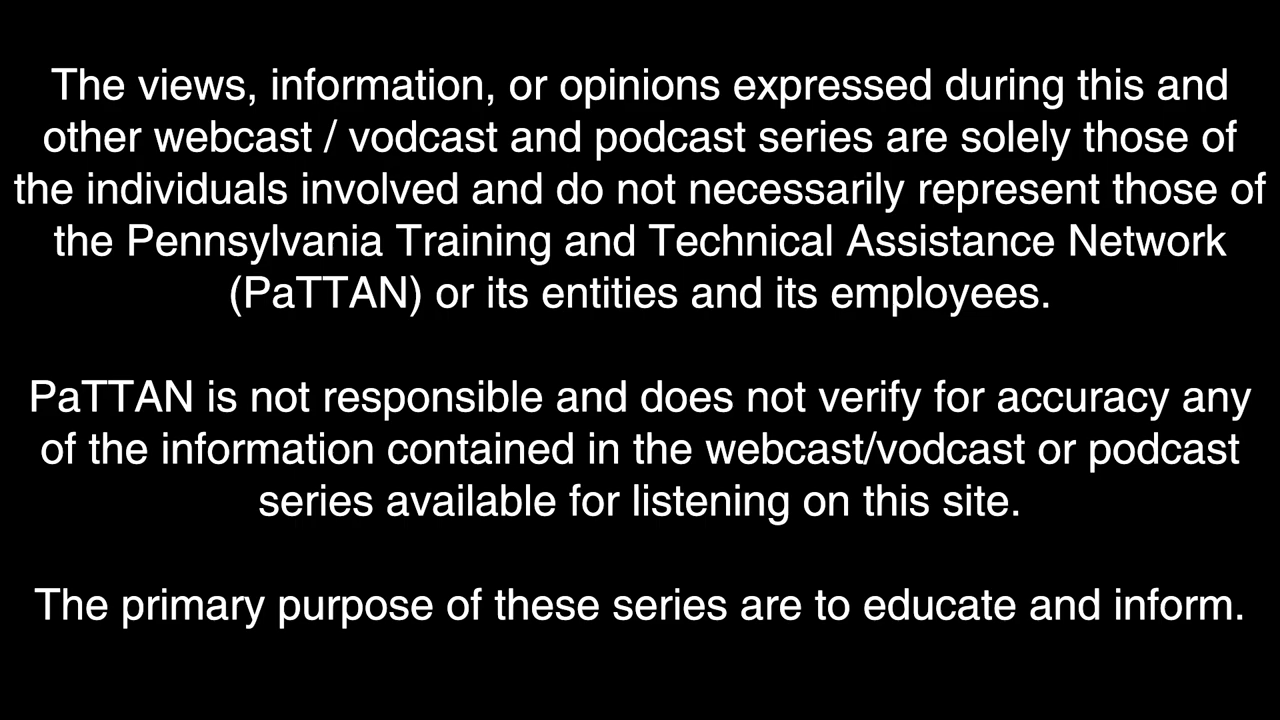 The views, information, or opinions expressed during this and
other webcast / vodcast and podcast series are solely those of
the individuals involved and do not necessarily represent those of
the Pennsylvania Training and Technical Assistance Network
(PaTTAN) or its entities and its employees.
PaTTAN is not responsible and does not verify for accuracy any
of the information contained in the webcast/vodcast or podcast
series available for listening on this site.
The primary purpose of these series are to educate and inform.